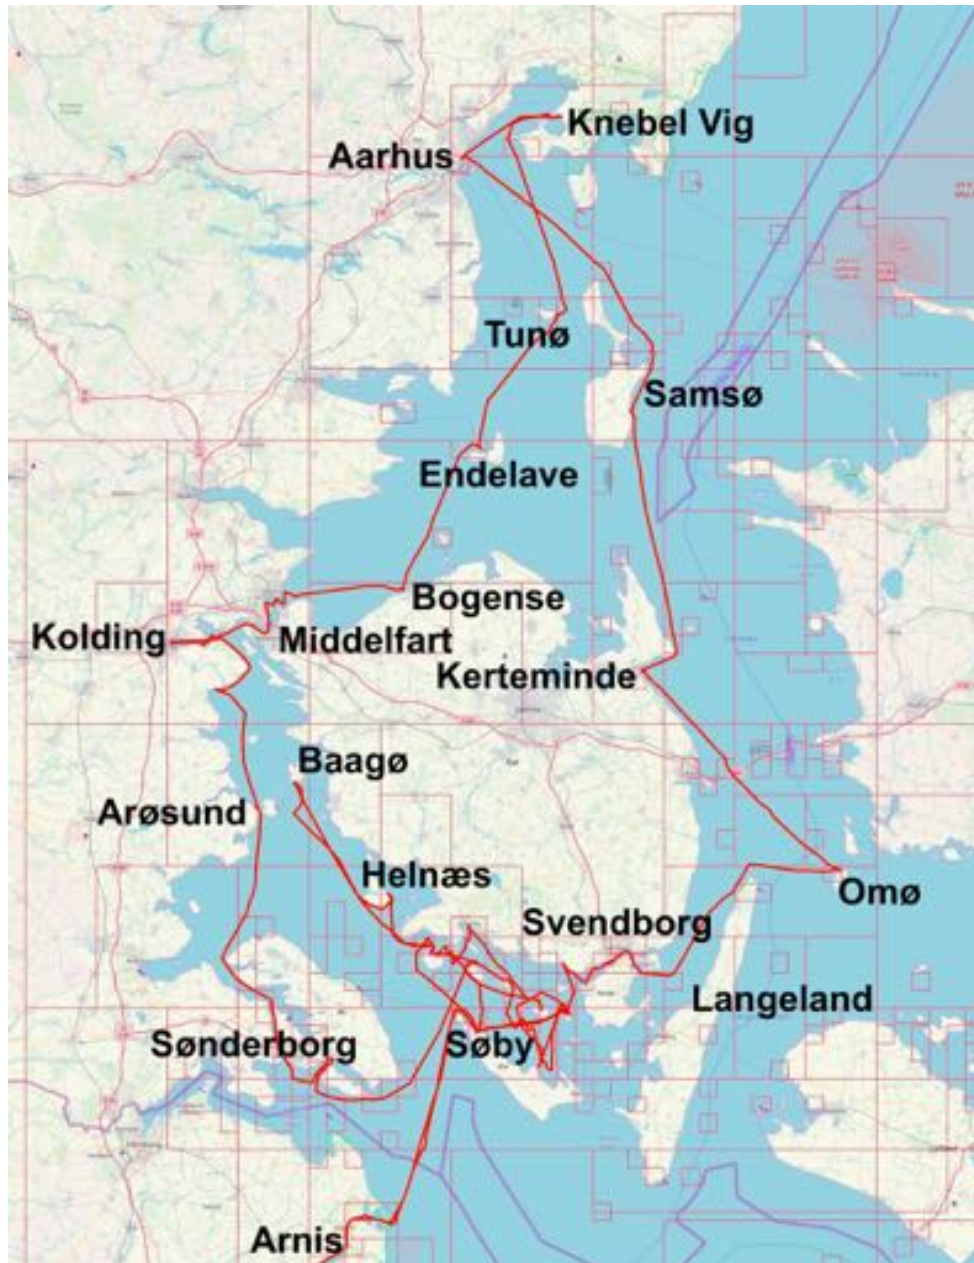 Knebel Vig
Aarhus
Tunø
Samsø
Endelave
Bogense
Kolding
Middelfart
Kerteminde
Baagø
Arøsund
Helnæs
Omø
Svendborg
Langeland
Sønderborg
Søby
Arnis